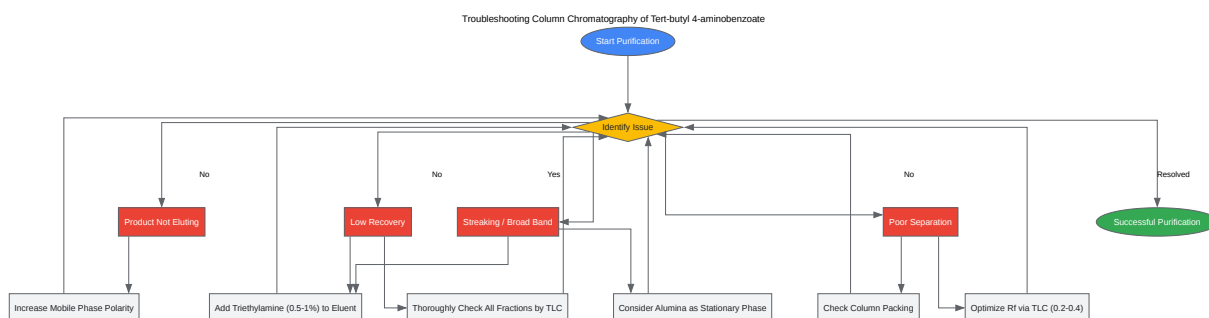 Troubleshooting Column Chromatography of Tert-butyl 4-aminobenzoate
Start Purification
Identify Issue
No
No
Yes
No
Resolved
Product Not Eluting
Low Recovery
Streaking / Broad Band
Poor Separation
Successful Purification
Increase Mobile Phase Polarity
Add Triethylamine (0.5-1%) to Eluent
Thoroughly Check All Fractions by TLC
Consider Alumina as Stationary Phase
Check Column Packing
Optimize Rf via TLC (0.2-0.4)